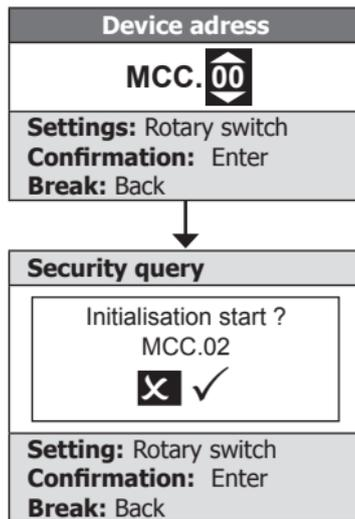 Device adress
MCC.00
Settings: Rotary switch
Confirmation: Enter
Break: Back
Security query
Initialisation start ?
MCC.02
Setting: Rotary switch
Confirmation: Enter
Break: Back